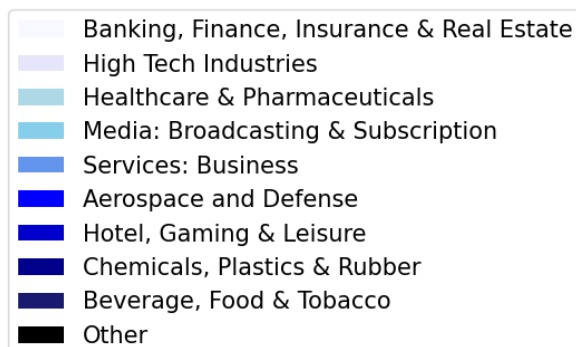 Banking, Finance, Insurance & Real Estate
High Tech Industries
Healthcare & Pharmaceuticals
Media: Broadcasting & Subscription
Services: Business
Aerospace and Defense
Hotel, Gaming & Leisure
Chemicals, Plastics & Rubber
Beverage, Food & Tobacco
Other